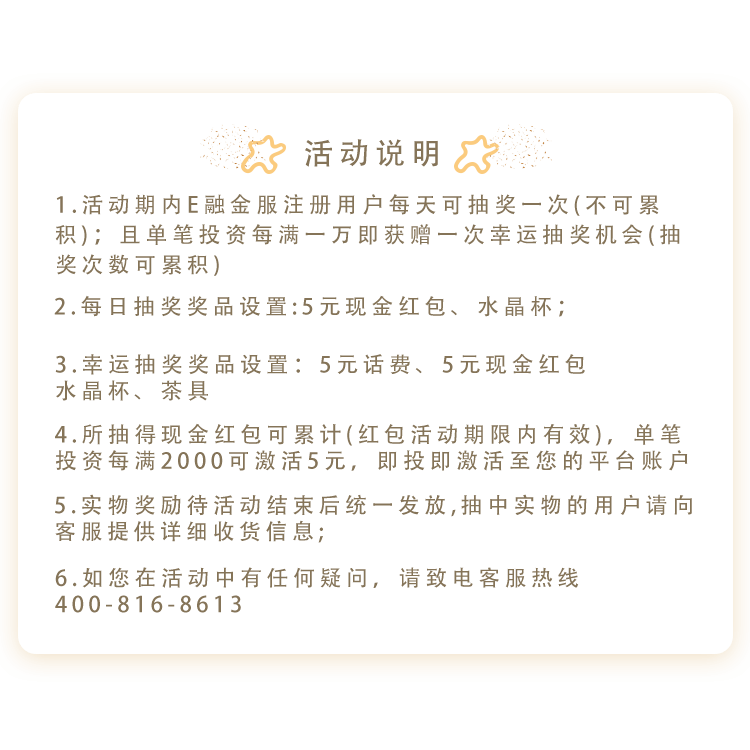 活动说明
1.活动期内E融金服注册用户每天可抽奖一次(不可累
积)；且单笔投资每满一万即获赠一次幸运抽奖机会(抽
奖次数可累积)
2.每日抽奖奖品设置:5元现金红包、水晶杯；
3.幸运抽奖奖品设置：5元话费、5元现金红包
水晶杯、茶具
4.所抽得现金红包可累计(红包活动期限内有效)，单笔
投资每满2000可激活5元，即投即激活至您的平台账户
5.实物奖励待活动结束后统一发放,抽中实物的用户请向
客服提供详细收货信息；
6.如您在活动中有任何疑问，请致电客服热线
400-816-8613